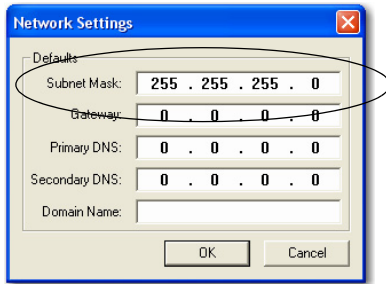 Network Settings
Defaults
Subnet Mask: 255 . 255 . 255 . 0
Gateway: 0 . 0 . 0 . 0
Primary DNS: 0 . 0 . 0 . 0
Secondary DNS: 0 . 0 . 0 . 0
Domain Name:
OK Cancel